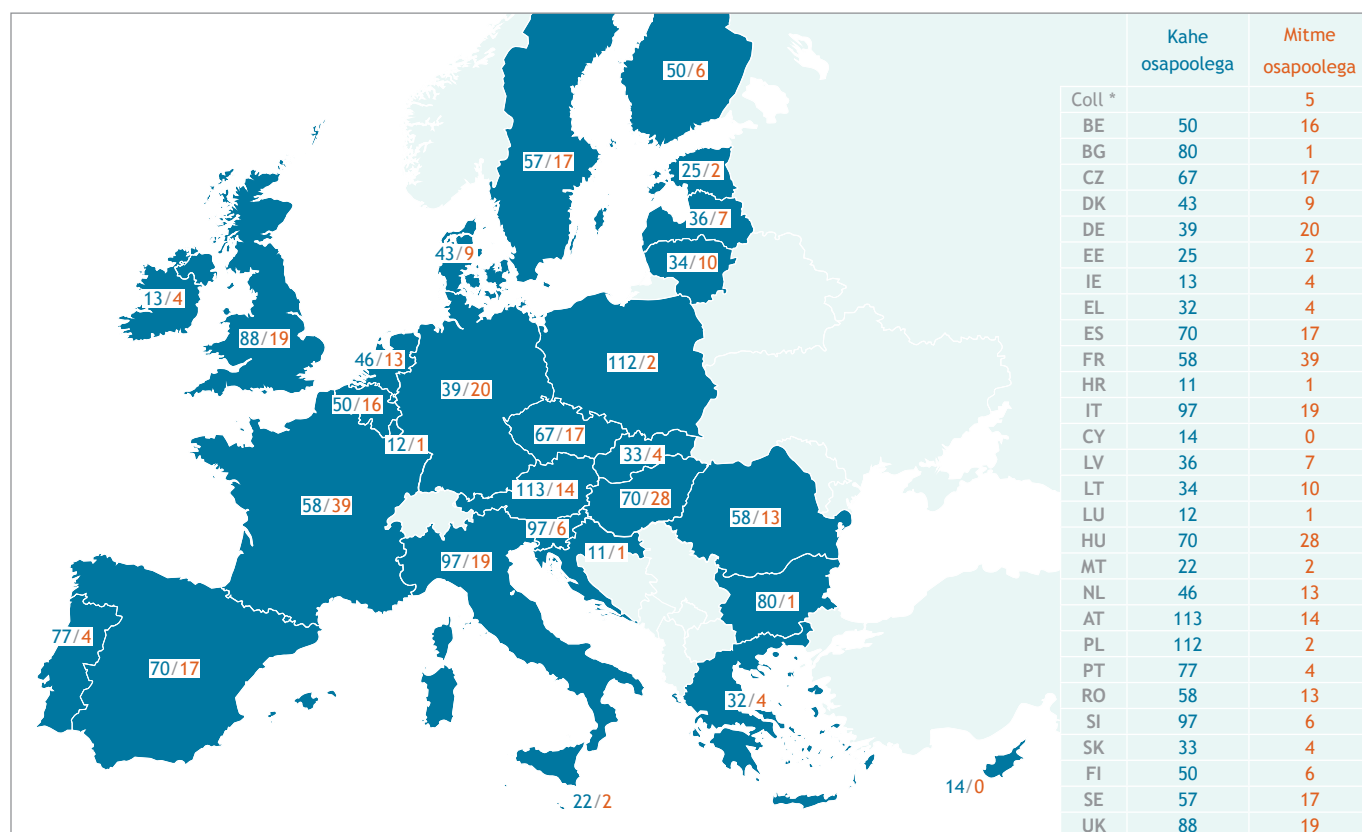 50/6
57/17
25/2
36/7
43/9
34/10
13/4
88/19
46/13
112/2
39/20
50/16
67/17
12/1
33/4
113/14
70/28
58/39
58/13
97/6
11/1
97/19
80/1
77/4
70/17
32/4
14/0
22/2
Kahe osapoolega Mitme osapoolega
Coll * 5
BE 50 16
BG 80 1
CZ 67 17
DK 43 9
DE 39 20
EE 25 2
IE 13 4
EL 32 4
ES 70 17
FR 58 39
HR 11 1
IT 97 19
CY 14 0
LV 36 7
LT 34 10
LU 12 1
HU 70 28
MT 22 2
NL 46 13
AT 113 14
PL 112 2
PT 77 4
RO 58 13
SI 97 6
SK 33 4
FI 50 6
SE 57 17
UK 88 19